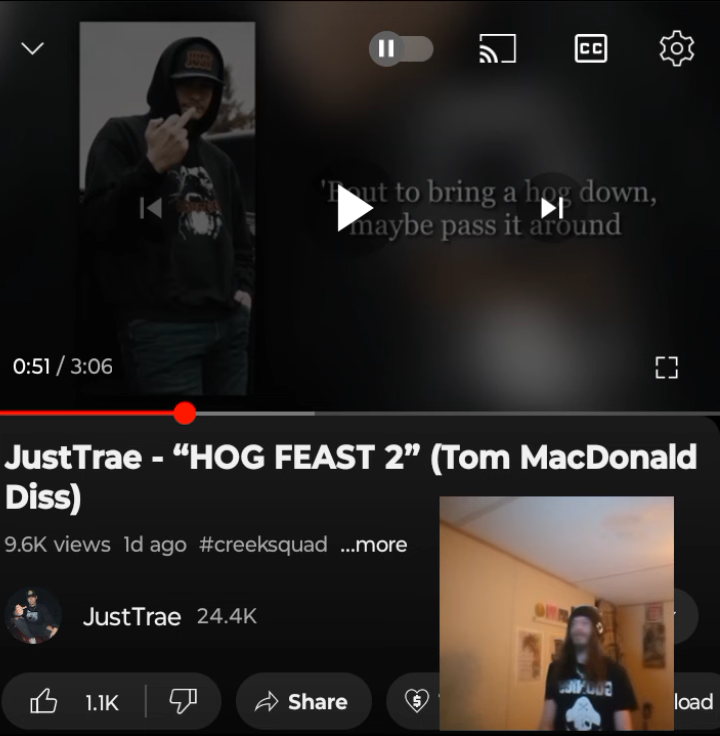 CC
'Bout to bring a hog down,
maybe pass it around
0:51 / 3:06
JustTrae - “HOG FEAST 2” (Tom MacDonald
Diss)
9.6K views 1d ago #creeksquad ...more
JustTrae 24.4K
1.1K Share load